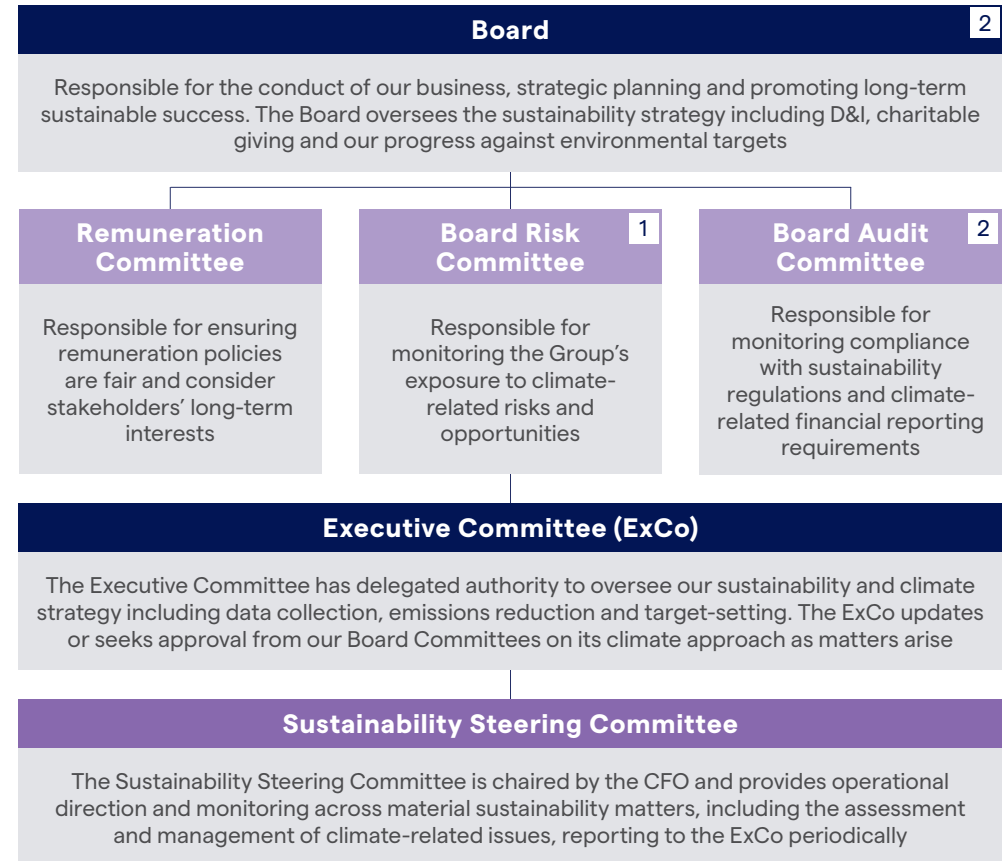 Board
2
Responsible for the conduct of our business, strategic planning and promoting long-term
sustainable success. The Board oversees the sustainability strategy including D&I, charitable
giving and our progress against environmental targets
Remuneration
Committee
Responsible for ensuring
remuneration policies
are fair and consider
stakeholders’ long-term
interests
Board Risk
Committee
1
Responsible for
monitoring the Group’s
exposure to climate-
related risks and
opportunities
Board Audit
Committee
2
Responsible for
monitoring compliance
with sustainability
regulations and climate-
related financial reporting
requirements
Executive Committee (ExCo)
The Executive Committee has delegated authority to oversee our sustainability and climate
strategy including data collection, emissions reduction and target-setting. The ExCo updates
or seeks approval from our Board Committees on its climate approach as matters arise
Sustainability Steering Committee
The Sustainability Steering Committee is chaired by the CFO and provides operational
direction and monitoring across material sustainability matters, including the assessment
and management of climate-related issues, reporting to the ExCo periodically